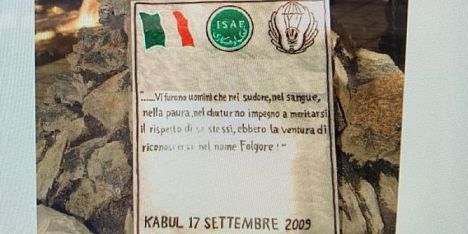 ISAF
"......Vi furono uomini che nel sudore, nel sangue,
nella paura, nel diuturno impegno a meritarsi
il rispetto di se stessi, ebbero la ventura di
riconoscersi nel nome Folgore !"
KABUL 17 SETTEMBRE 2009